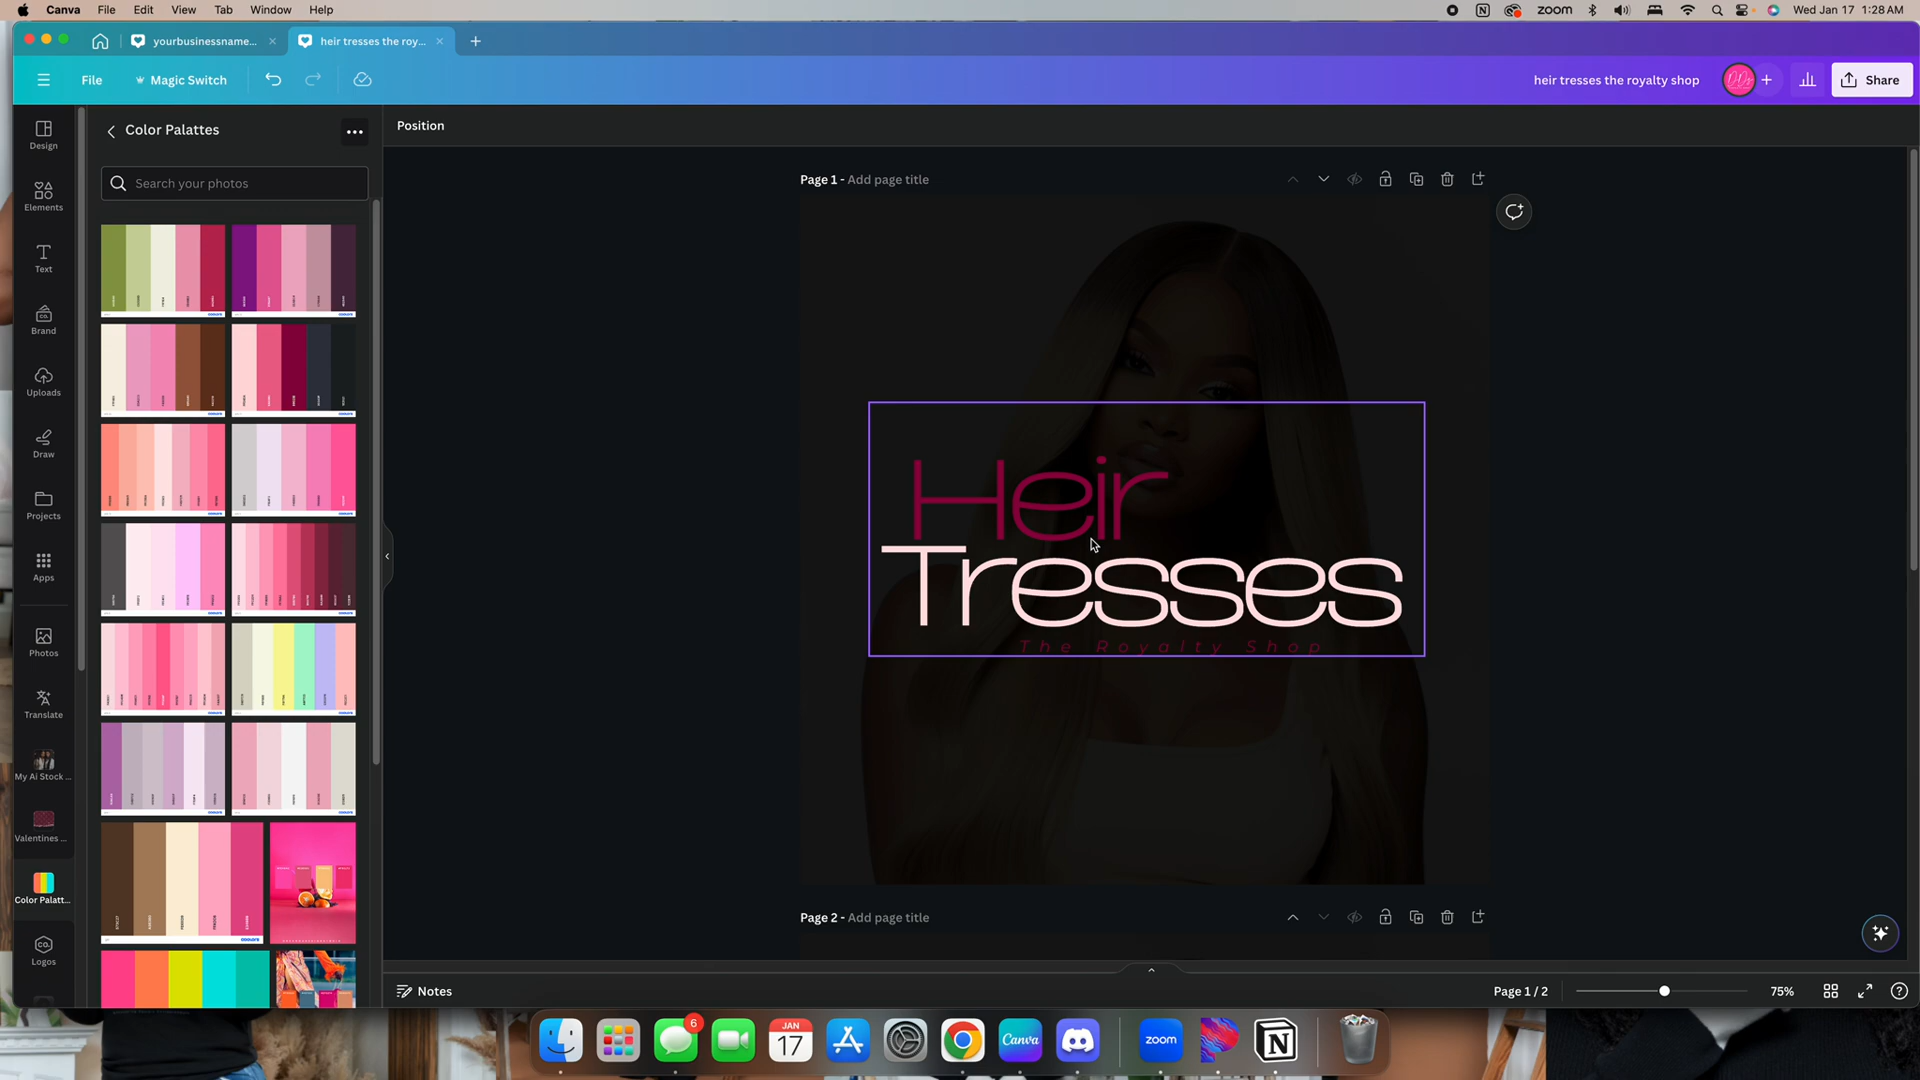 Canva File Edit View Tab Window Help
zoom Wed Jan 17 1:28 AM
yourbusinessname... heir tresses the roy...
File Magic Switch
heir tresses the royalty shop
Share
Design
Elements
Text
Brand
Uploads
Draw
Projects
Apps
Photos
Translate
My Ai Stock ...
Valentines ...
Color Palatt...
Logos
Color Palettes
Search your photos
Position
Page 1 - Add page title
Heir
Tresses
The Royalty Shop
Page 2 - Add page title
Notes
Page 1 / 2
75%
6
JAN
17
Canva
zoom